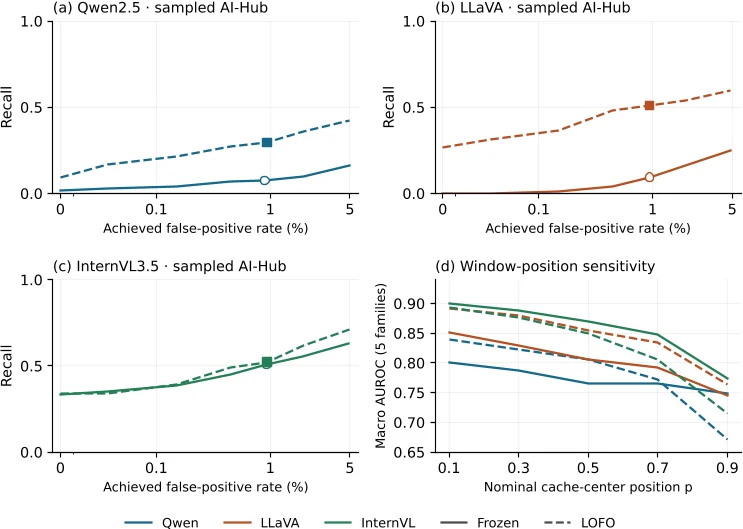 (a) Qwen2.5 · sampled AI-Hub
1.0
0.5
0.0
Recall
0
0.1
1
5
Achieved false-positive rate (%)
(b) LLaVA · sampled AI-Hub
1.0
0.5
0.0
Recall
0
0.1
1
5
Achieved false-positive rate (%)
(c) InternVL3.5 · sampled AI-Hub
1.0
0.5
0.0
Recall
0
0.1
1
5
Achieved false-positive rate (%)
(d) Window-position sensitivity
0.90
0.85
0.80
0.75
0.70
0.65
Macro AUROC (5 families)
0.1
0.3
0.5
0.7
0.9
Nominal cache-center position p
Qwen
LLaVA
InternVL
Frozen
LOFO